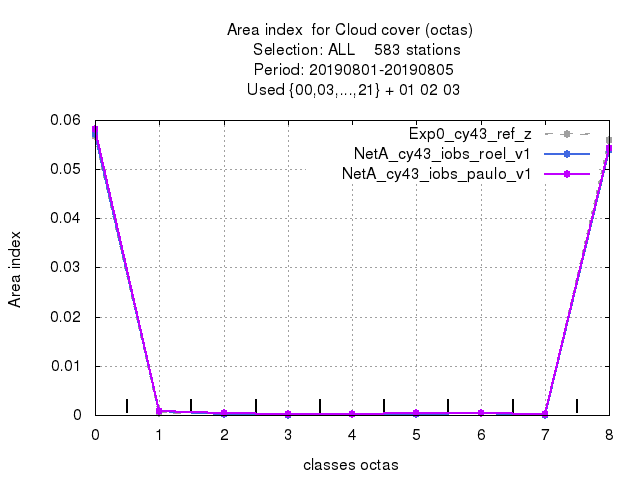 Area index  for Cloud cover (octas)
Selection: ALL    583 stations
Period: 20190801-20190805
Used {00,03,...,21} + 01 02 03
Exp0_cy43_ref_z
NetA_cy43_iobs_roel_v1
NetA_cy43_iobs_paulo_v1
0.06
0.05
0.04
0.03
0.02
0.01
0
Area index
0 1 2 3 4 5 6 7 8
classes octas